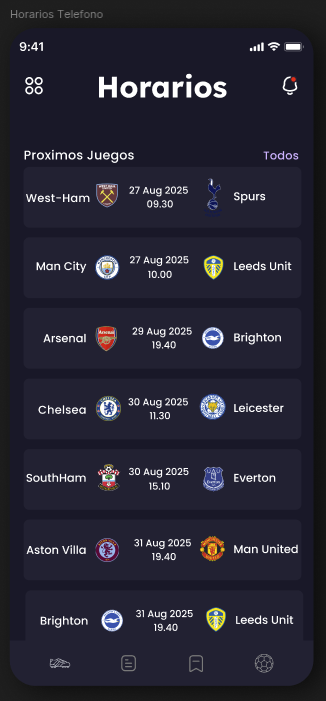 Horarios Telefono
9:41
Horarios
Proximos Juegos Todos
West-Ham 27 Aug 2025 Spurs
09.30
Man City 27 Aug 2025 Leeds Unit
10.00
Arsenal 29 Aug 2025 Brighton
19.40
Chelsea 30 Aug 2025 Leicester
11.30
SouthHam 30 Aug 2025 Everton
15.10
Aston Villa 31 Aug 2025 Man United
19.40
Brighton 31 Aug 2025 Leeds Unit
19.40